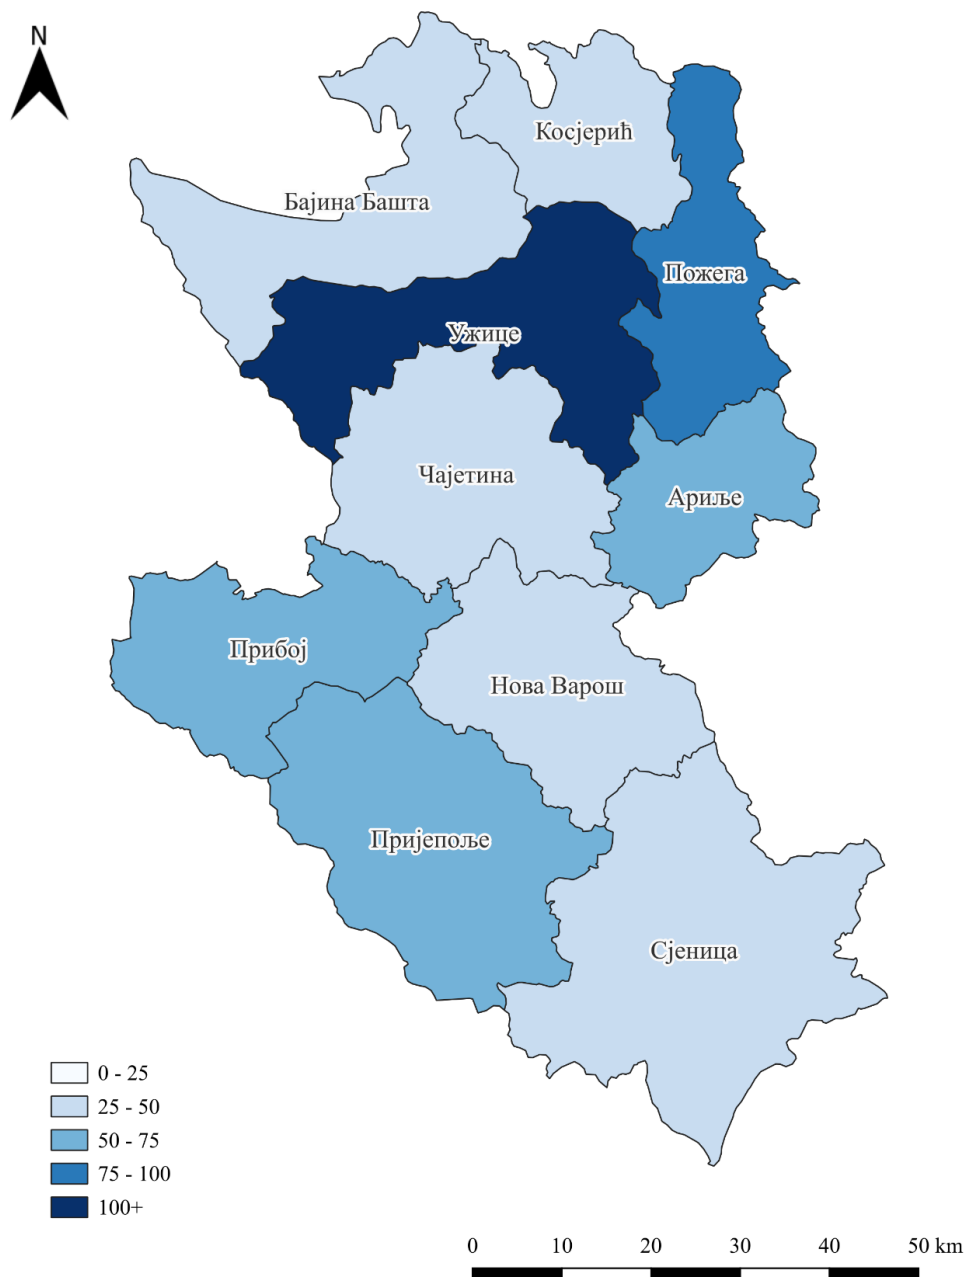 N
Косјерић
Бајина Башта
Пожега
Ужице
Чајетина
Ариље
Прибој
Нова Варош
Пријепоље
Сјеница
0 - 25
25 - 50
50 - 75
75 - 100
100+
0 10 20 30 40 50 km